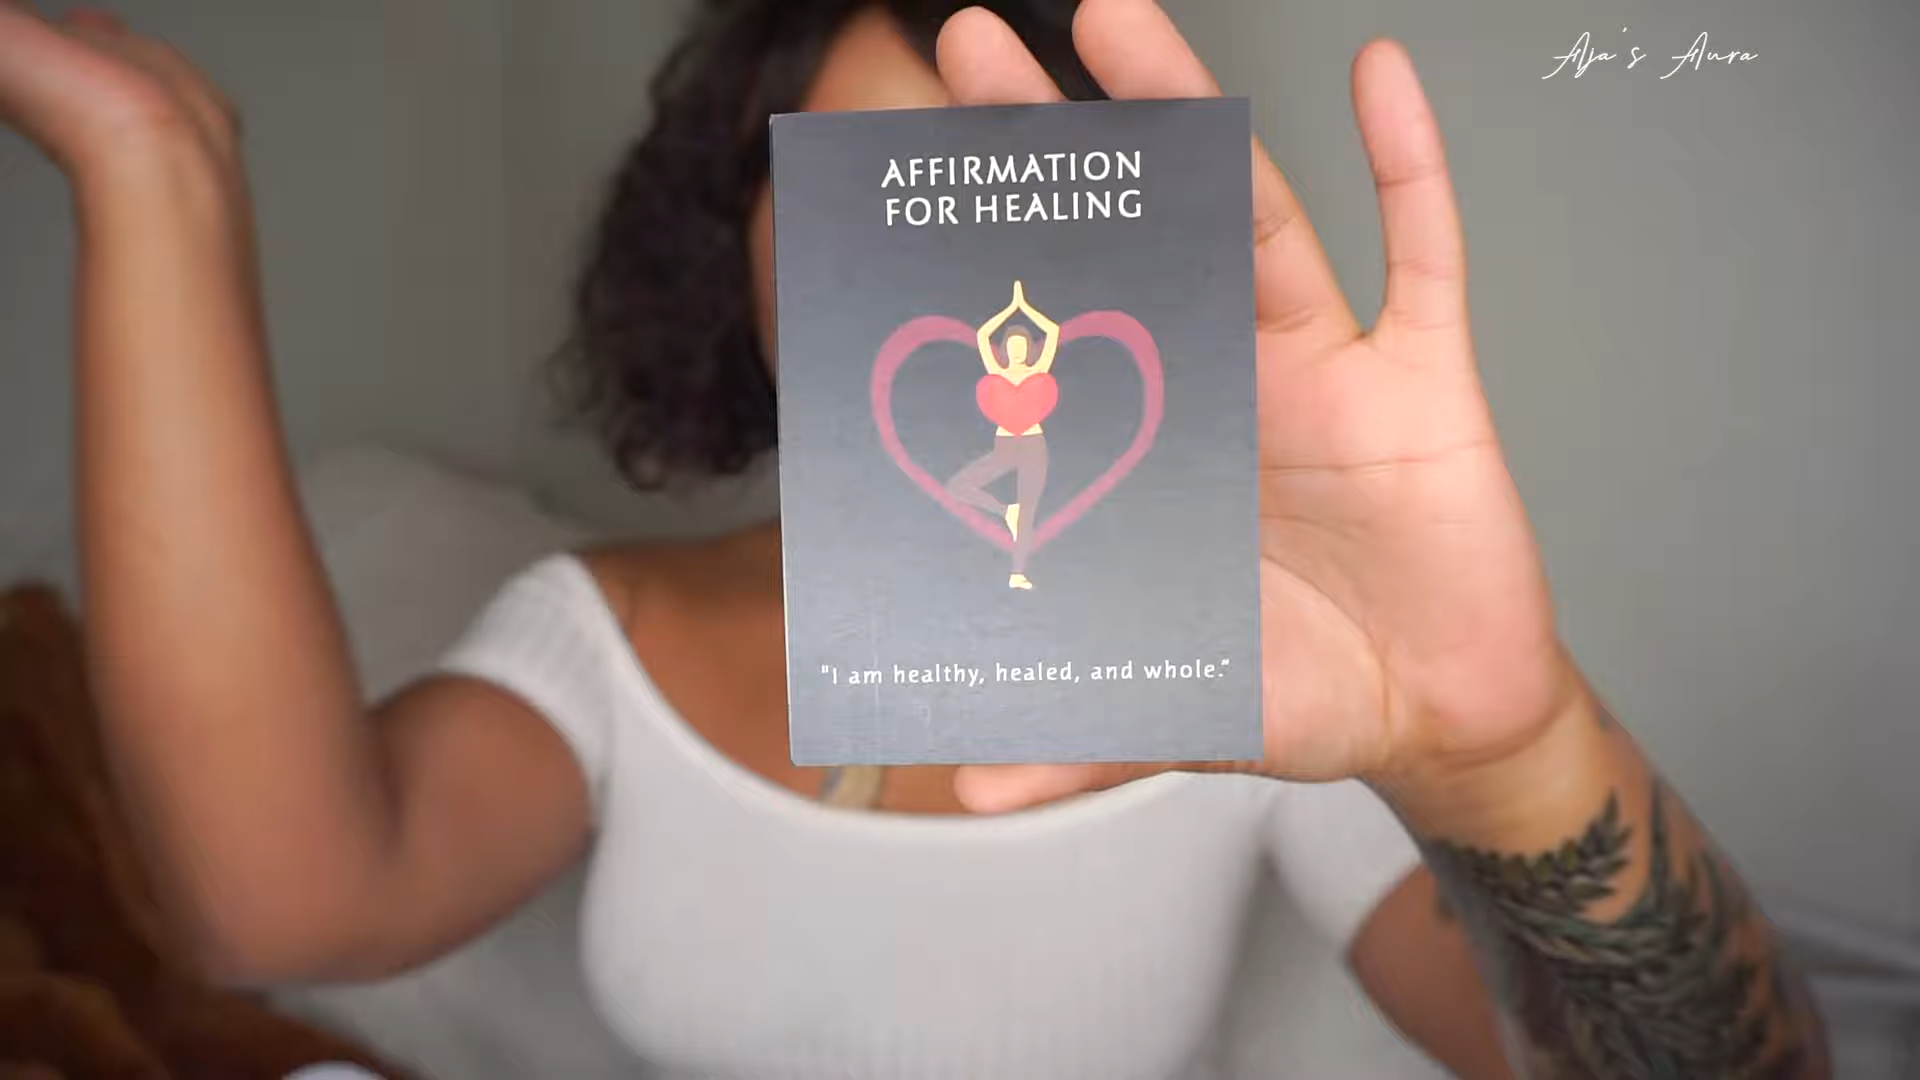 Aja's Aura
AFFIRMATION
FOR HEALING
"I am healthy, healed, and whole."